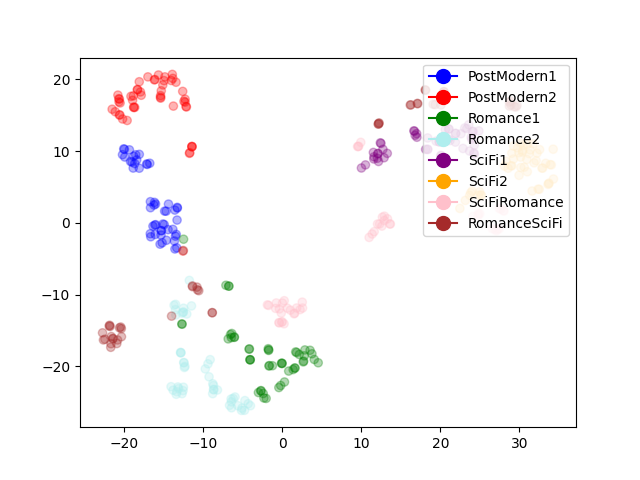 20
10
0
−10
−20
−20
−10
0
10
20
30
PostModern1
PostModern2
Romance1
Romance2
SciFi1
SciFi2
SciFiRomance
RomanceSciFi